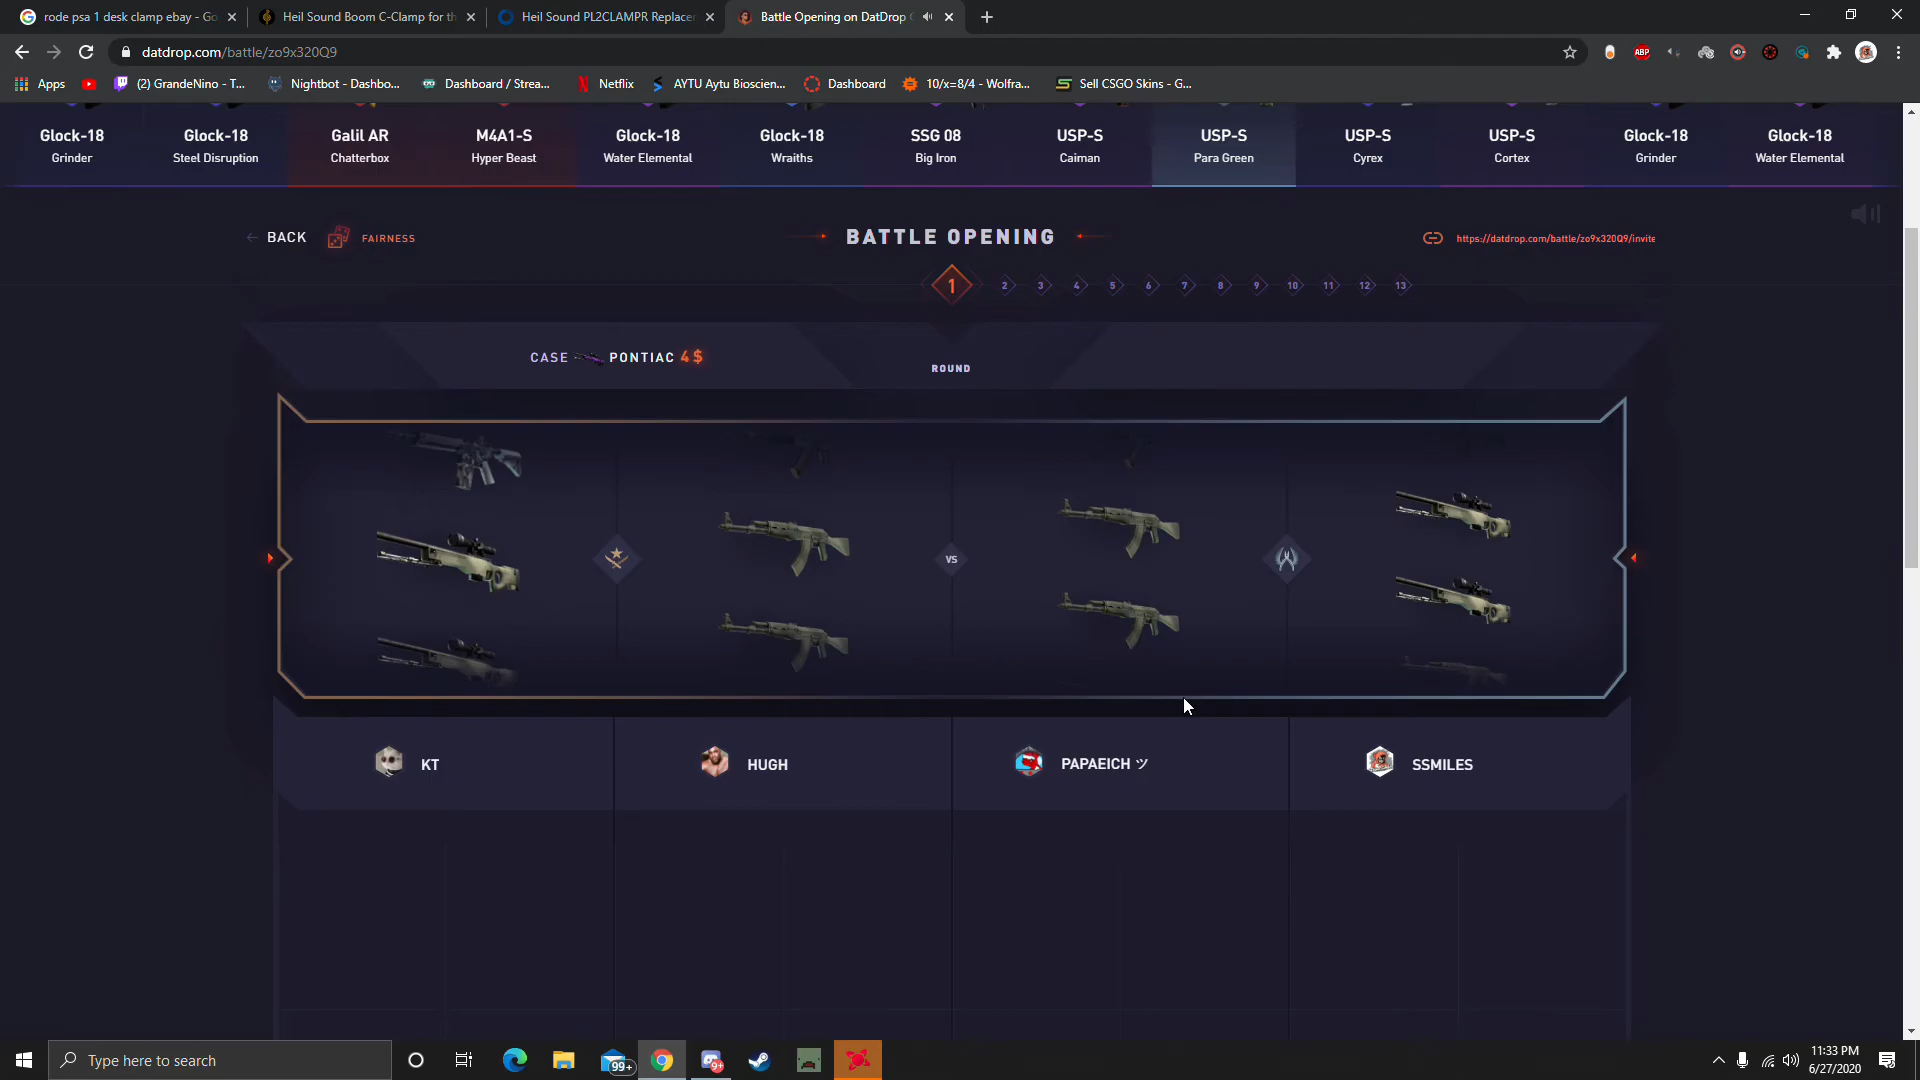 rode psa 1 desk clamp ebay - Go
Heil Sound Boom C-Clamp for th
Heil Sound PL2CLAMPR Replacer
Battle Opening on DatDrop
datdrop.com/battle/zo9x320Q9
ABP
Apps
(2) GrandeNino - T...
Nightbot - Dashbo...
Dashboard / Strea...
Netflix
AYTU Aytu Bioscien...
Dashboard
10/x=8/4 - Wolfra...
Sell CSGO Skins - G...
Glock-18 Glock-18 Galil AR M4A1-S Glock-18 Glock-18 SSG 08 USP-S USP-S USP-S USP-S Glock-18 Glock-18
Grinder Steel Disruption Chatterbox Hyper Beast Water Elemental Wraiths Big Iron Caiman Para Green Cyrex Cortex Grinder Water Elemental
← BACK FAIRNESS BATTLE OPENING https://datdrop.com/battle/zo9x320Q9/invite
1 2 3 4 5 6 7 8 9 10 11 12 13
CASE PONTIAC 4$
ROUND
VS
KT HUGH PAPAEICH ツ SSMILES
Type here to search
99+
9+
11:33 PM
6/27/2020